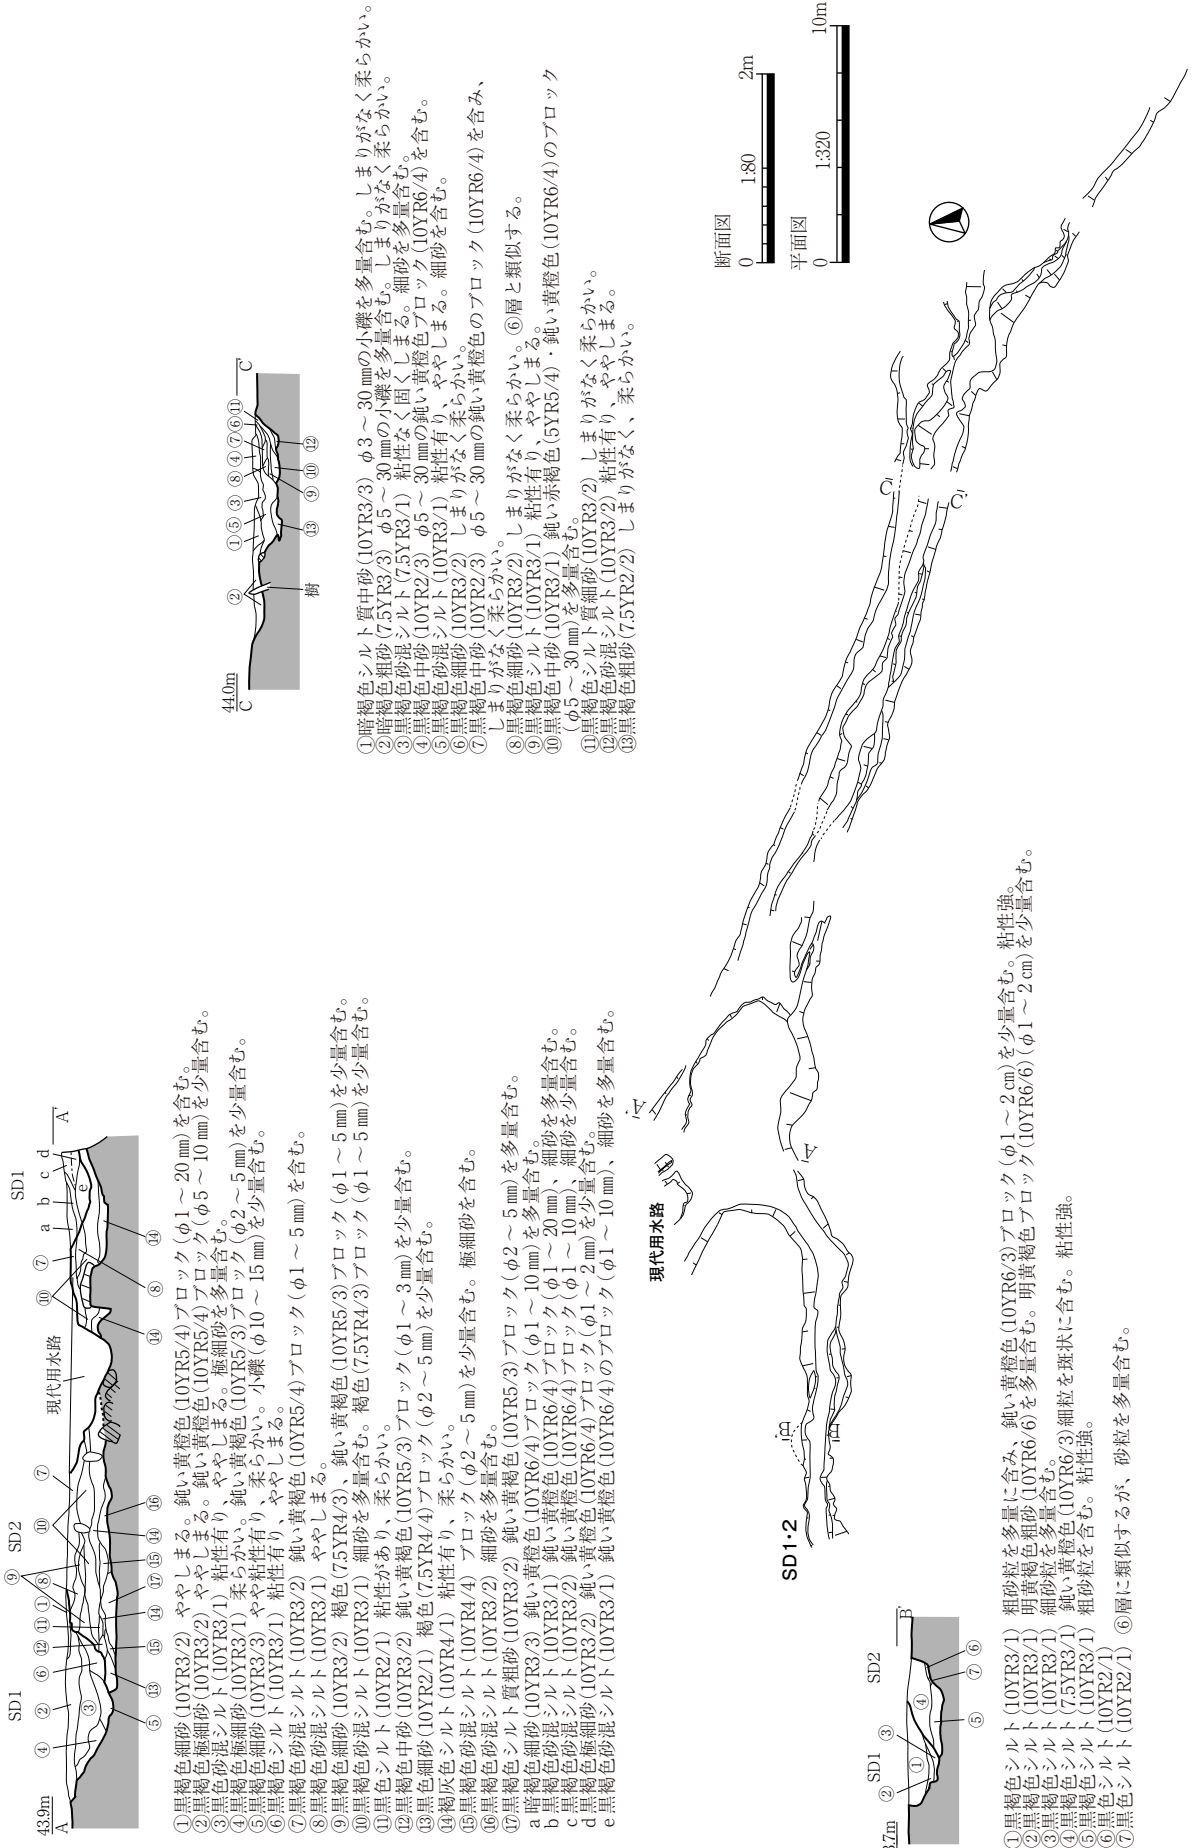 SD1
SD2
現代用水路
SD1
② ⑥ ⑫ ⑪ ① ⑧ ⑨ ⑩ ⑦ ⑩ ⑦ a b c d
④ ③ e
43.9m
A
A'
⑤ ⑬ ⑮ ⑭ ⑰ ⑮ ⑭ ⑯ ⑭ ⑧ ⑭
①黒褐色細砂(10YR3/2) ややしまる。鈍い黄橙色(10YR5/4)ブロック(φ1～20㎜)を含む。
②黒褐色極細砂(10YR3/2) ややしまる。鈍い黄橙色(10YR5/4)ブロック(φ5～10㎜)を少量含む。
③黒色砂混シルト(10YR3/1) 粘性有り、ややしまる。極細砂を多量含む。
④黒褐色極細砂(10YR3/1) 柔らかい。鈍い黄褐色(10YR5/3)ブロック(φ2～5㎜)を少量含む。
⑤黒褐色細砂(10YR3/3) やや粘性有り、柔らかい。小礫(φ10～15㎜)を少量含む。
⑥黒褐色シルト(10YR3/1) 粘性有り、ややしまる。
⑦黒褐色砂混シルト(10YR3/2) 鈍い黄褐色(10YR5/4)ブロック(φ1～5㎜)を含む。
⑧黒褐色砂混シルト(10YR3/1) ややしまる。
⑨黒褐色細砂(10YR3/2) 褐色(7.5YR4/3)、鈍い黄褐色(10YR5/3)ブロック(φ1～5㎜)を少量含む。
⑩黒褐色砂混シルト(10YR3/1) 細砂を多量含む。褐色(7.5YR4/3)ブロック(φ1～5㎜)を少量含む。
⑪黒色シルト(10YR2/1) 粘性があり、柔らかい。
⑫黒褐色中砂(10YR3/2) 鈍い黄褐色(10YR5/3)ブロック(φ1～3㎜)を少量含む。
⑬黒色細砂(10YR2/1) 褐色(7.5YR4/4)ブロック(φ2～5㎜)を少量含む。
⑭褐灰色シルト(10YR4/1) 粘性有り、柔らかい。
⑮黒褐色砂混シルト(10YR4/4) ブロック(φ2～5㎜)を少量含む。極細砂を含む。
⑯黒褐色砂混シルト(10YR3/2) 細砂を多量含む。
⑰黒褐色シルト質粗砂(10YR3/2) 鈍い黄褐色(10YR5/3)ブロック(φ2～5㎜)を多量含む。
a 暗褐色細砂(10YR3/3) 鈍い黄橙色(10YR6/4)ブロック(φ1～10㎜)を多量含む。
b 黒褐色砂混シルト(10YR3/1) 鈍い黄橙色(10YR6/4)ブロック(φ1～20㎜)、細砂を多量含む。
c 黒褐色砂混シルト(10YR3/2) 鈍い黄橙色(10YR6/4)ブロック(φ1～10㎜)、細砂を少量含む。
d 黒褐色極細砂(10YR3/2) 鈍い黄橙色(10YR6/4)ブロック(φ1～2㎜)を少量含む。
e 黒褐色砂混シルト(10YR3/1) 鈍い黄橙色(10YR6/4)のブロック(φ1～10㎜)、細砂を多量含む。
44.0m
C
C'
② ① ⑤ ③ ⑧ ④ ⑦ ⑥ ⑪
樹
⑬ ⑨ ⑩ ⑫
①暗褐色シルト質中砂(10YR3/3) φ3～30㎜の小礫を多量含む。しまりがなく柔らかい。
②暗褐色粗砂(7.5YR3/3) φ5～30㎜の小礫を多量含む。しまりがなく柔らかい。
③黒褐色砂混シルト(7.5YR3/1) 粘性なく固くしまる。細砂を多量含む。
④黒褐色中砂(10YR2/3) φ5～30㎜の鈍い黄橙色ブロック(10YR6/4)を含む。
⑤黒褐色砂混シルト(10YR3/1) 粘性有り、ややしまる。細砂を含む。
⑥黒褐色細砂(10YR3/2) しまりがなく柔らかい。
⑦黒褐色中砂(10YR2/3) φ5～30㎜の鈍い黄橙色のブロック(10YR6/4)を含み、
しまりがなく柔らかい。
⑧黒褐色細砂(10YR3/2) しまりがなく柔らかい。⑥層と類似する。
⑨黒褐色シルト(10YR3/1) 粘性有り、ややしまる。
⑩黒褐色中砂(10YR3/1) 鈍い赤褐色(5YR5/4)・鈍い黄橙色(10YR6/4)のブロック
(φ5～30㎜)を多量含む。
⑪黒褐色シルト質細砂(10YR3/2) しまりがなく柔らかい。
⑫黒褐色砂混シルト(10YR3/2) 粘性有り、ややしまる。
⑬黒褐色粗砂(7.5YR2/2) しまりがなく、柔らかい。
断面図
0 1:80 2m
平面図
0 1:320 10m
現代用水路
A'
A
B'
B
C
C'
SD1・2
SD1
SD2
② ① ③ ④
B'
.7m
⑤ ⑦ ⑥
①黒褐色シルト(10YR3/1) 粗砂粒を多量に含み、鈍い黄橙色(10YR6/3)ブロック(φ1～2㎝)を少量含む。粘性強。
②黒褐色シルト(10YR3/1) 明黄褐色粗砂(10YR6/6)を多量含む。明黄褐色ブロック(10YR6/6)(φ1～2㎝)を少量含む。
③黒褐色シルト(10YR3/1) 細砂粒を多量含む。
④黒褐色シルト(7.5YR3/1) 鈍い黄橙色(10YR6/3)細粒を斑状に含む。粘性強。
⑤黒褐色シルト(10YR3/1) 粗砂粒を含む。粘性強。
⑥黒色シルト(10YR2/1)
⑦黒色シルト(10YR2/1) ⑥層に類似するが、砂粒を多量含む。